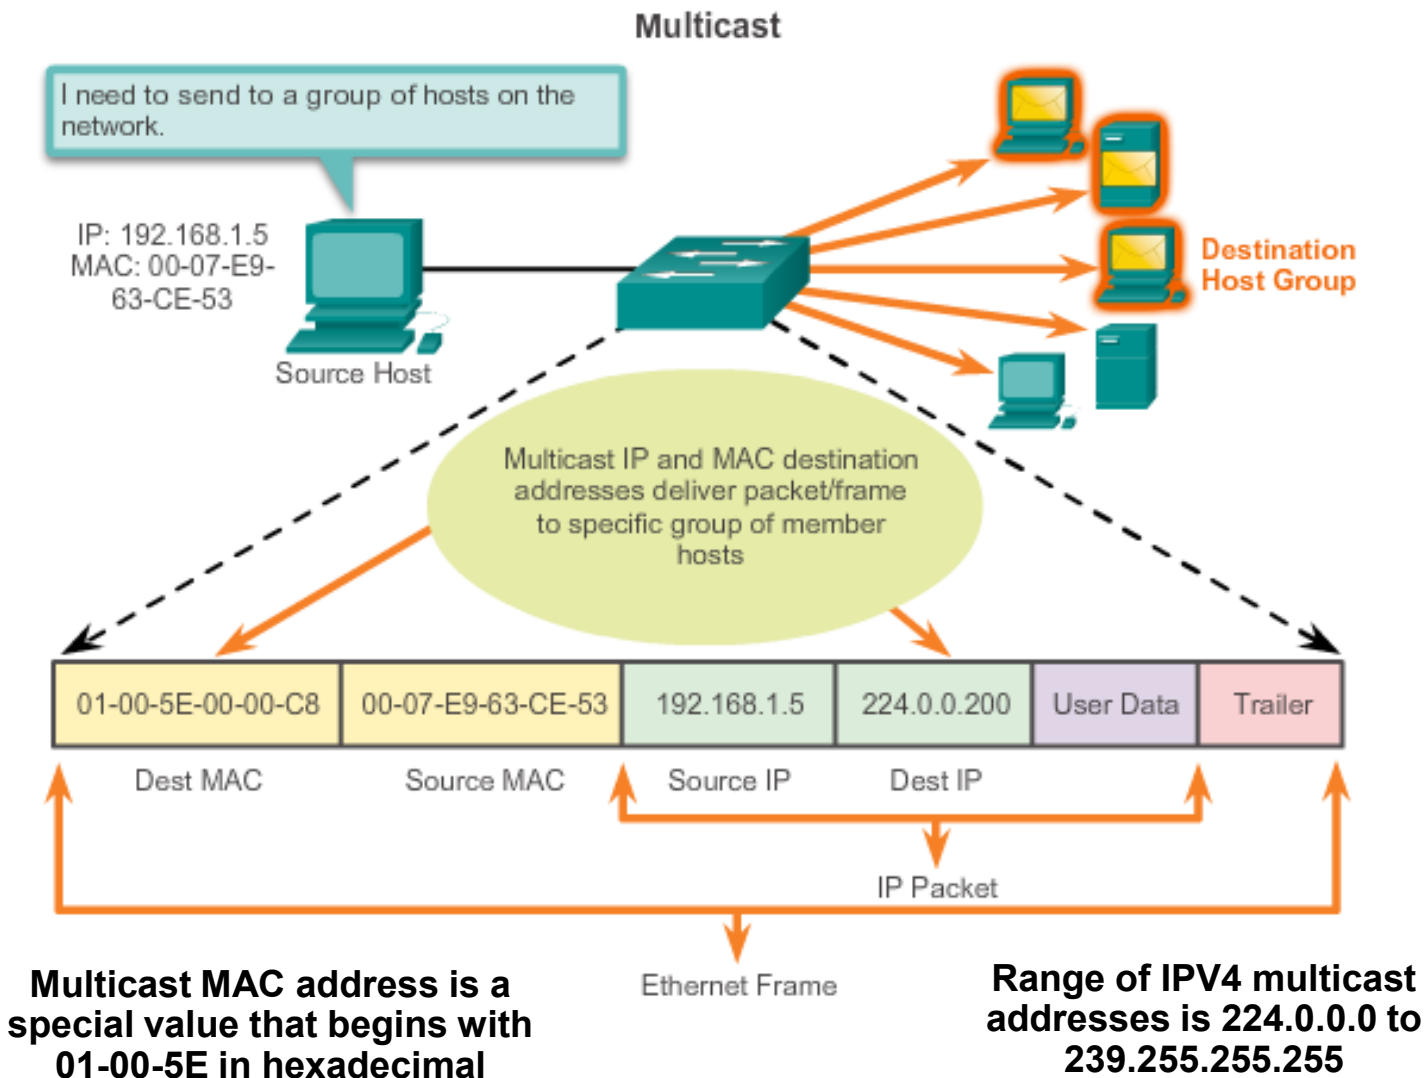 Multicast
I need to send to a group of hosts on the
network.
IP: 192.168.1.5
MAC: 00-07-E9-
63-CE-53
Source Host
Destination
Host Group
Multicast IP and MAC destination
addresses deliver packet/frame
to specific group of member
hosts
01-00-5E-00-00-C8 00-07-E9-63-CE-53 192.168.1.5 224.0.0.200 User Data Trailer
Dest MAC Source MAC Source IP Dest IP
IP Packet
Ethernet Frame
Multicast MAC address is a
special value that begins with
01-00-5E in hexadecimal
Range of IPV4 multicast
addresses is 224.0.0.0 to
239.255.255.255